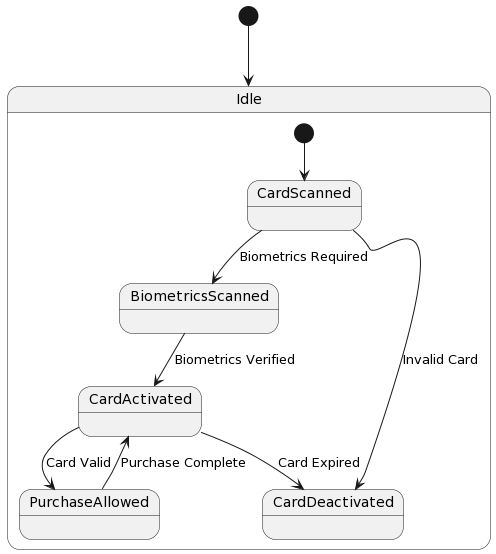 Idle
CardScanned
Biometrics Required
BiometricsScanned
Invalid Card
Biometrics Verified
CardActivated
Card Valid
Purchase Complete
Card Expired
PurchaseAllowed
CardDeactivated